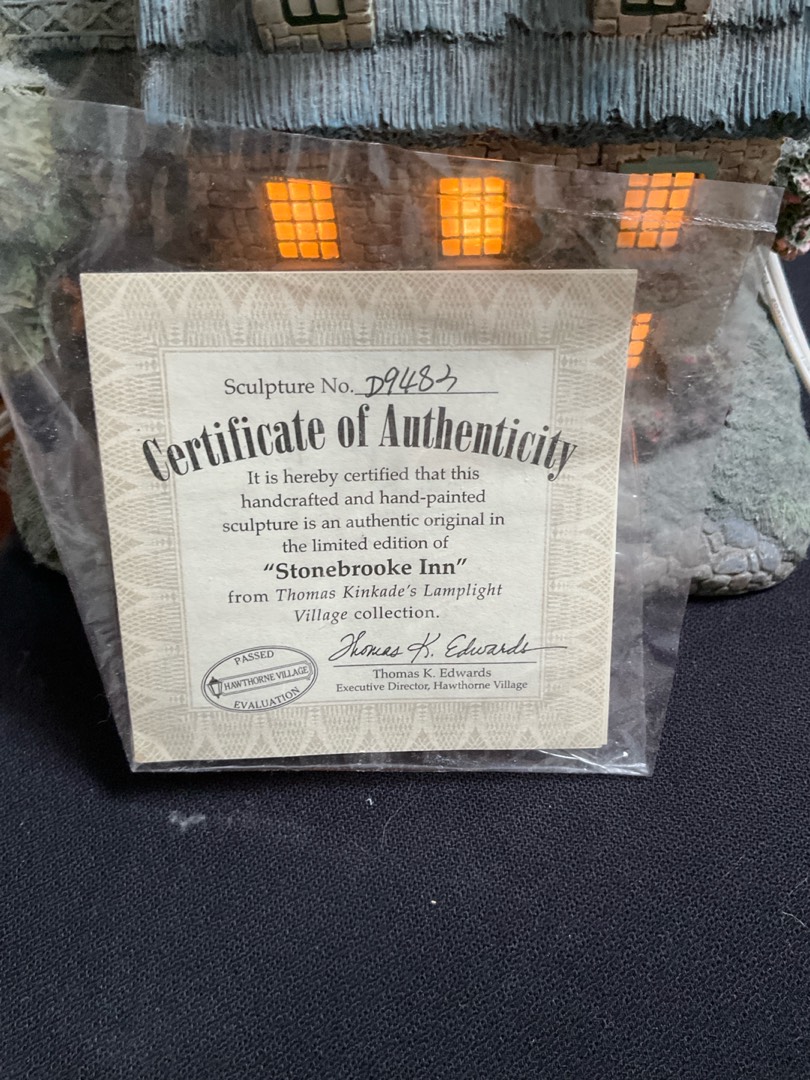 Sculpture No. D9483
Certificate of Authenticity
It is hereby certified that this
handcrafted and hand-painted
sculpture is an authentic original in
the limited edition of
“Stonebrooke Inn”
from Thomas Kinkade's Lamplight
Village collection.
PASSED
HAWTHORNE VILLAGE
EVALUATION
Thomas K. Edwards
Thomas K. Edwards
Executive Director, Hawthorne Village